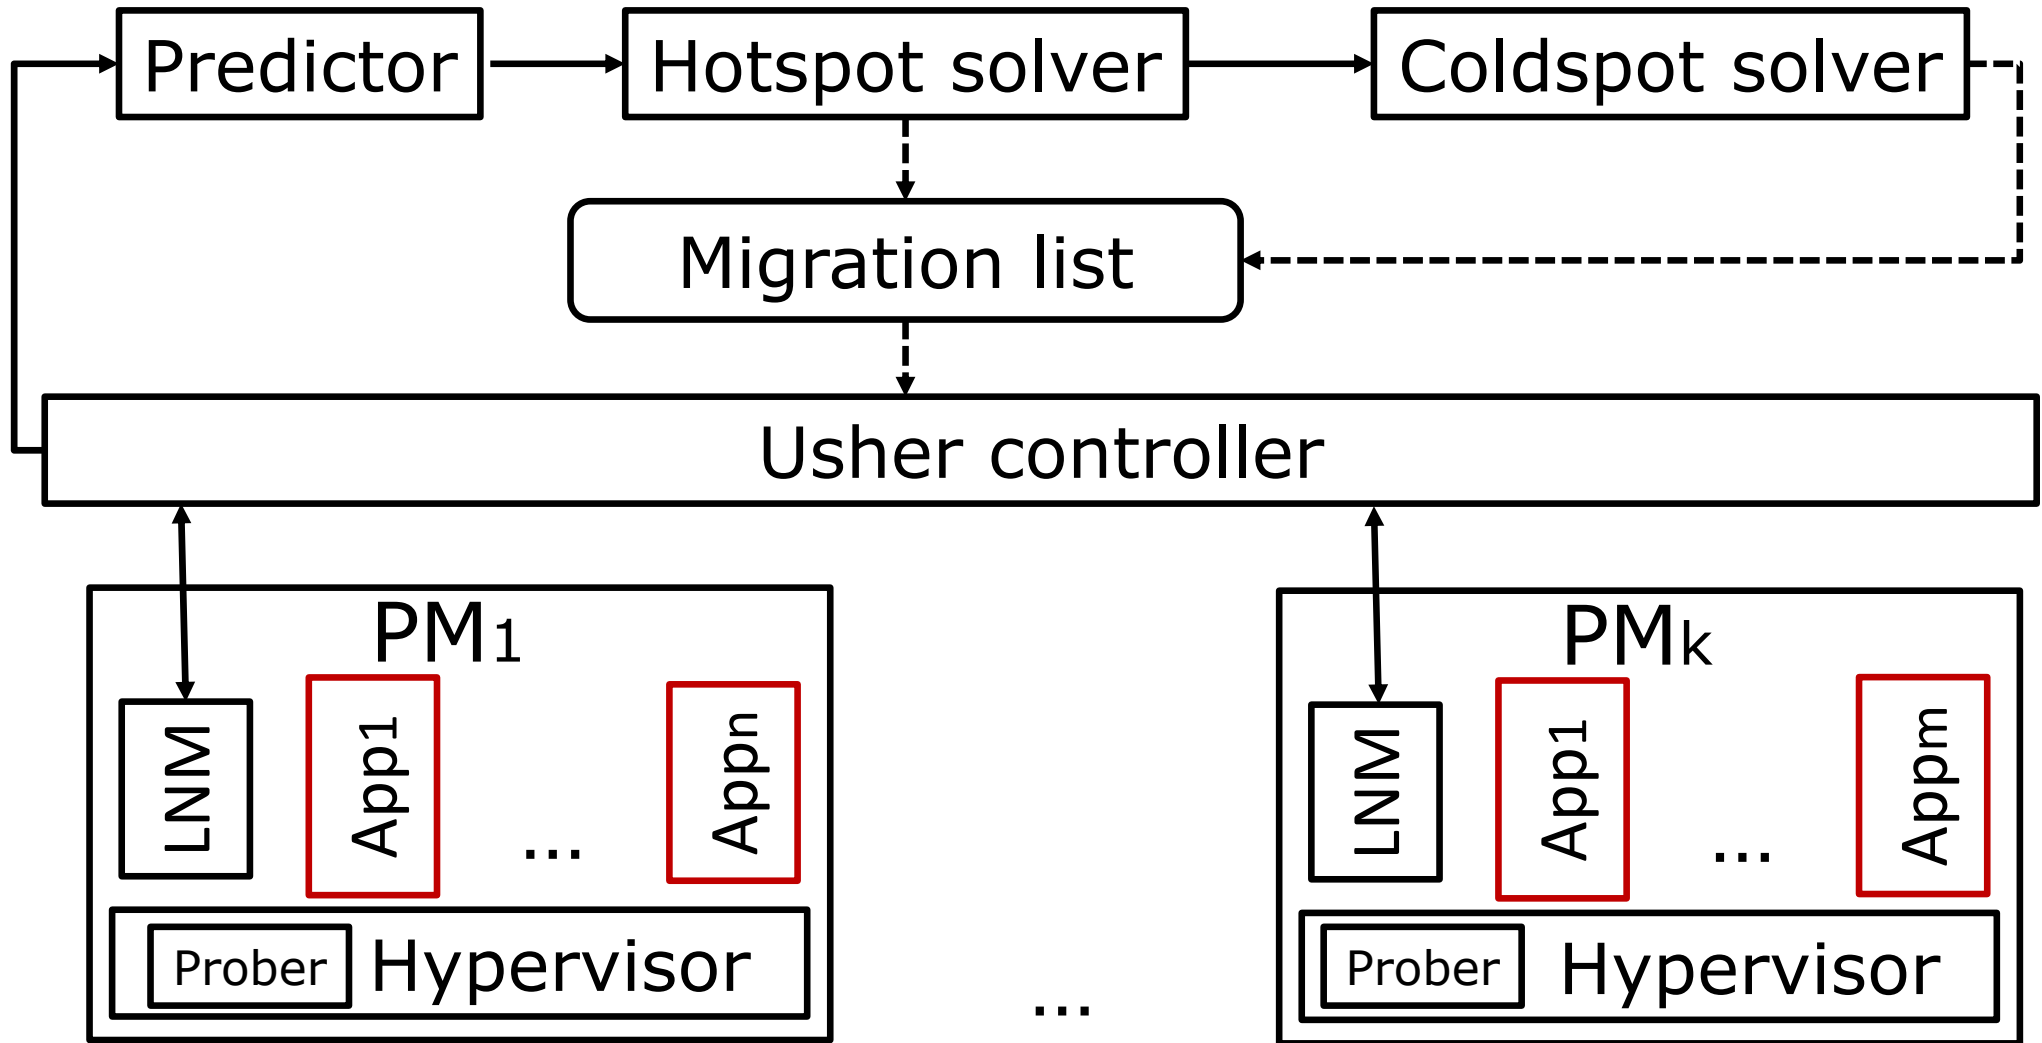 Predictor
Hotspot solver
Coldspot solver
Migration list
Usher controller
PM1
LNM
App1
...
Appn
Prober
Hypervisor
...
PMk
LNM
App1
...
Appm
Prober
Hypervisor